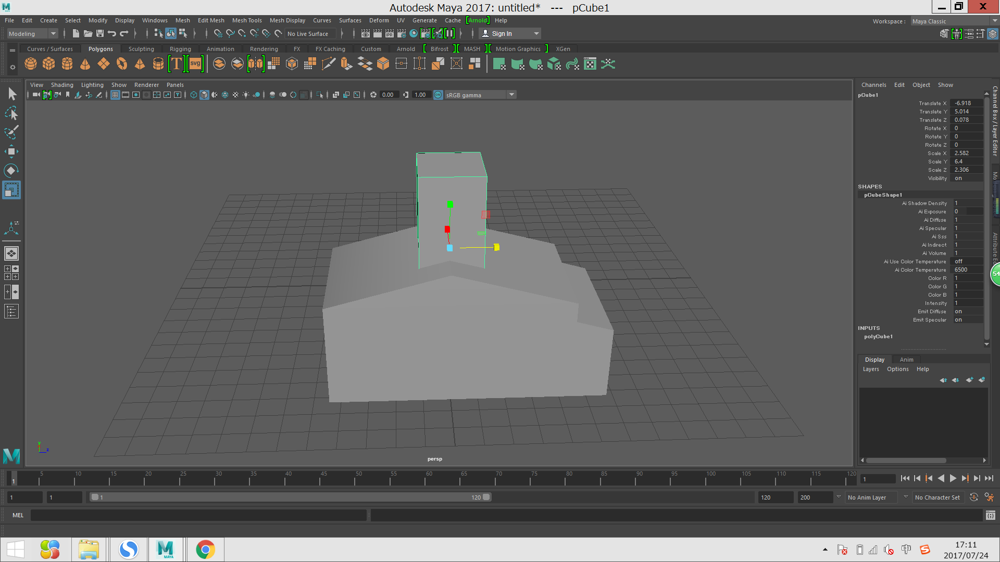 Autodesk Maya 2017: untitled*   ---   pCube1
File Edit Create Select Modify Display Windows Mesh Edit Mesh Mesh Tools Mesh Display Curves Surfaces Deform UV Generate Cache [Arnold] Help
Workspace : Maya Classic
Modeling
No Live Surface
IPR
Sign In
Curves / Surfaces Polygons Sculpting Rigging Animation Rendering FX FX Caching Custom Arnold Bifrost MASH Motion Graphics XGen
T svg
View Shading Lighting Show Renderer Panels
0.00 1.00 ON sRGB gamma
Channels Edit Object Show
pCube1
Translate X -6.918
Translate Y 5.014
Translate Z 0.078
Rotate X 0
Rotate Y 0
Rotate Z 0
Scale X 2.582
Scale Y 6.4
Scale Z 2.306
Visibility on
SHAPES
pCubeShape1
Ai Shadow Density 1
Ai Exposure 0
Ai Diffuse 1
Ai Specular 1
Ai Sss 1
Ai Indirect 1
Ai Volume 1
Ai Use Color Temperature off
Ai Color Temperature 6500
Color R 1
Color G 1
Color B 1
Intensity 1
Emit Diffuse on
Emit Specular on
INPUTS
polyCube1
Channel Box / Layer Editor
54
Display Anim
Layers Options Help
y
z
persp
5 10 15 20 25 30 35 40 45 50 55 60 65 70 75 80 85 90 95 100 105 110 115 120
1
1
1 1 1 120 120 200 No Anim Layer No Character Set
MEL
MAYA
中
17:11
2017/07/24